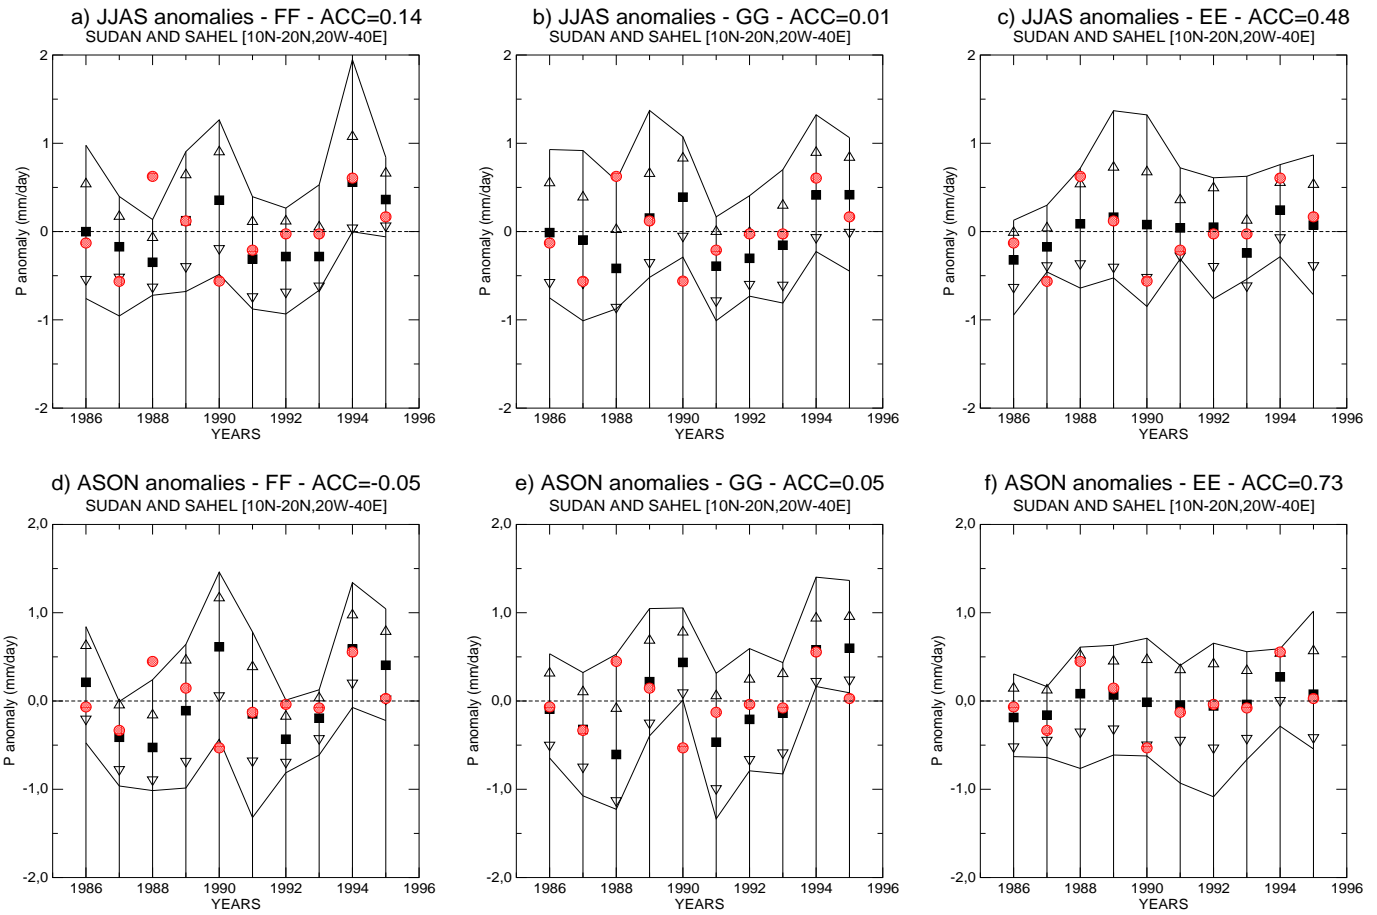 a) JJAS anomalies - FF - ACC=0.14
SUDAN AND SAHEL [10N-20N,20W-40E]
2
1
0
-1
-2
P anomaly (mm/day)
1986 1988 1990 1992 1994 1996
YEARS
b) JJAS anomalies - GG - ACC=0.01
SUDAN AND SAHEL [10N-20N,20W-40E]
2
1
0
-1
-2
P anomaly (mm/day)
1986 1988 1990 1992 1994 1996
YEARS
c) JJAS anomalies - EE - ACC=0.48
SUDAN AND SAHEL [10N-20N,20W-40E]
2
1
0
-1
-2
P anomaly (mm/day)
1986 1988 1990 1992 1994 1996
YEARS
d) ASON anomalies - FF - ACC=-0.05
SUDAN AND SAHEL [10N-20N,20W-40E]
2,0
1,0
0,0
-1,0
-2,0
P anomaly (mm/day)
1986 1988 1990 1992 1994 1996
YEARS
e) ASON anomalies - GG - ACC=0.05
SUDAN AND SAHEL [10N-20N,20W-40E]
2,0
1,0
0,0
-1,0
-2,0
P anomaly (mm/day)
1986 1988 1990 1992 1994 1996
YEARS
f) ASON anomalies - EE - ACC=0.73
SUDAN AND SAHEL [10N-20N,20W-40E]
2,0
1,0
0,0
-1,0
-2,0
P anomaly (mm/day)
1986 1988 1990 1992 1994 1996
YEARS